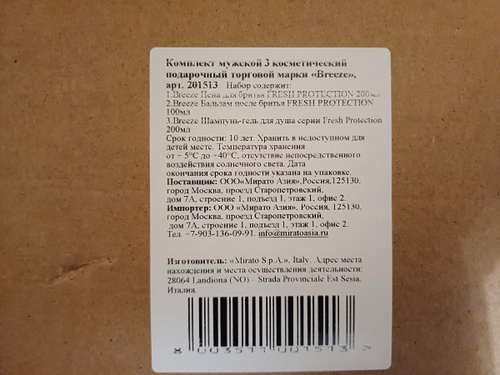 Комплект мужской 3 косметический
подарочный торговой марки «Breeze»,
арт. 201513 Набор содержит:
1.Breeze Пена для бритья FRESH PROTECTION 200мл
2.Breeze Бальзам после бритья FRESH PROTECTION
100мл
3.Breeze Шампунь-гель для душа серии Fresh Protection
200мл
Срок годности: 10 лет. Хранить в недоступном для
детей месте. Температура хранения
от + 5°С до +40°С, отсутствие непосредственного
воздействия солнечного света. Дата
окончания срока годности указана на упаковке.
Поставщик: ООО«Мирато Азия»,Россия,125130,
город Москва, проезд Старопетровский,
дом 7А, строение 1, подъезд 1, этаж 1, офис 2.
Импортер: ООО «Мирато Азия», Россия, 125130,
город Москва, проезд Старопетровский,
дом 7А, строение 1, подъезд 1, этаж 1, офис 2.
Тел. +7-903-136-09-91. info@miratoasia.ru
Изготовитель: «Mirato S.p.A.», Italy. Адрес места
нахождения и места осуществления деятельности:
28064 Landiona (NO) – Strada Provinciale Est Sesia,
Италия.
8 003511 001513 >